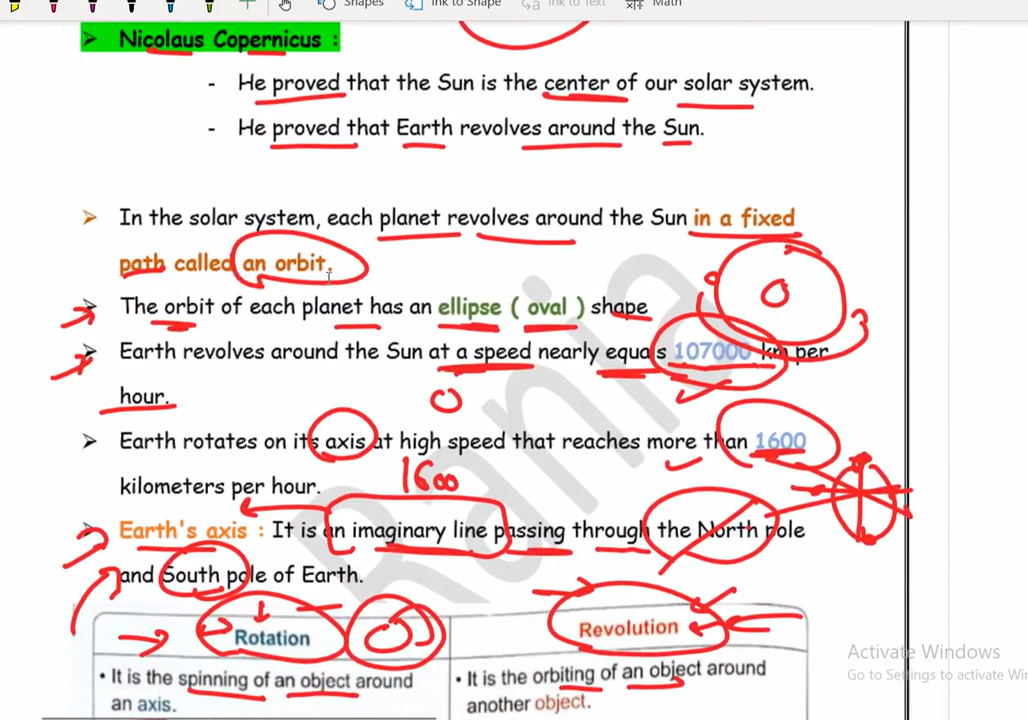 Shapes Ink to Shape Ink to Text Math
➤ Nicolaus Copernicus :
- He proved that the Sun is the center of our solar system.
- He proved that Earth revolves around the Sun.
➤ In the solar system, each planet revolves around the Sun in a fixed
path called an orbit.
➤ The orbit of each planet has an ellipse ( oval ) shape
➤ Earth revolves around the Sun at a speed nearly equals 107000 km per
hour.
➤ Earth rotates on its axis at high speed that reaches more than 1600
kilometers per hour.
1600
➤ Earth's axis : It is an imaginary line passing through the North pole
and South pole of Earth.
Rania
Rotation Revolution
• It is the spinning of an object around
an axis.
• It is the orbiting of an object around
another object.
Activate Windows
Go to Settings to activate Win